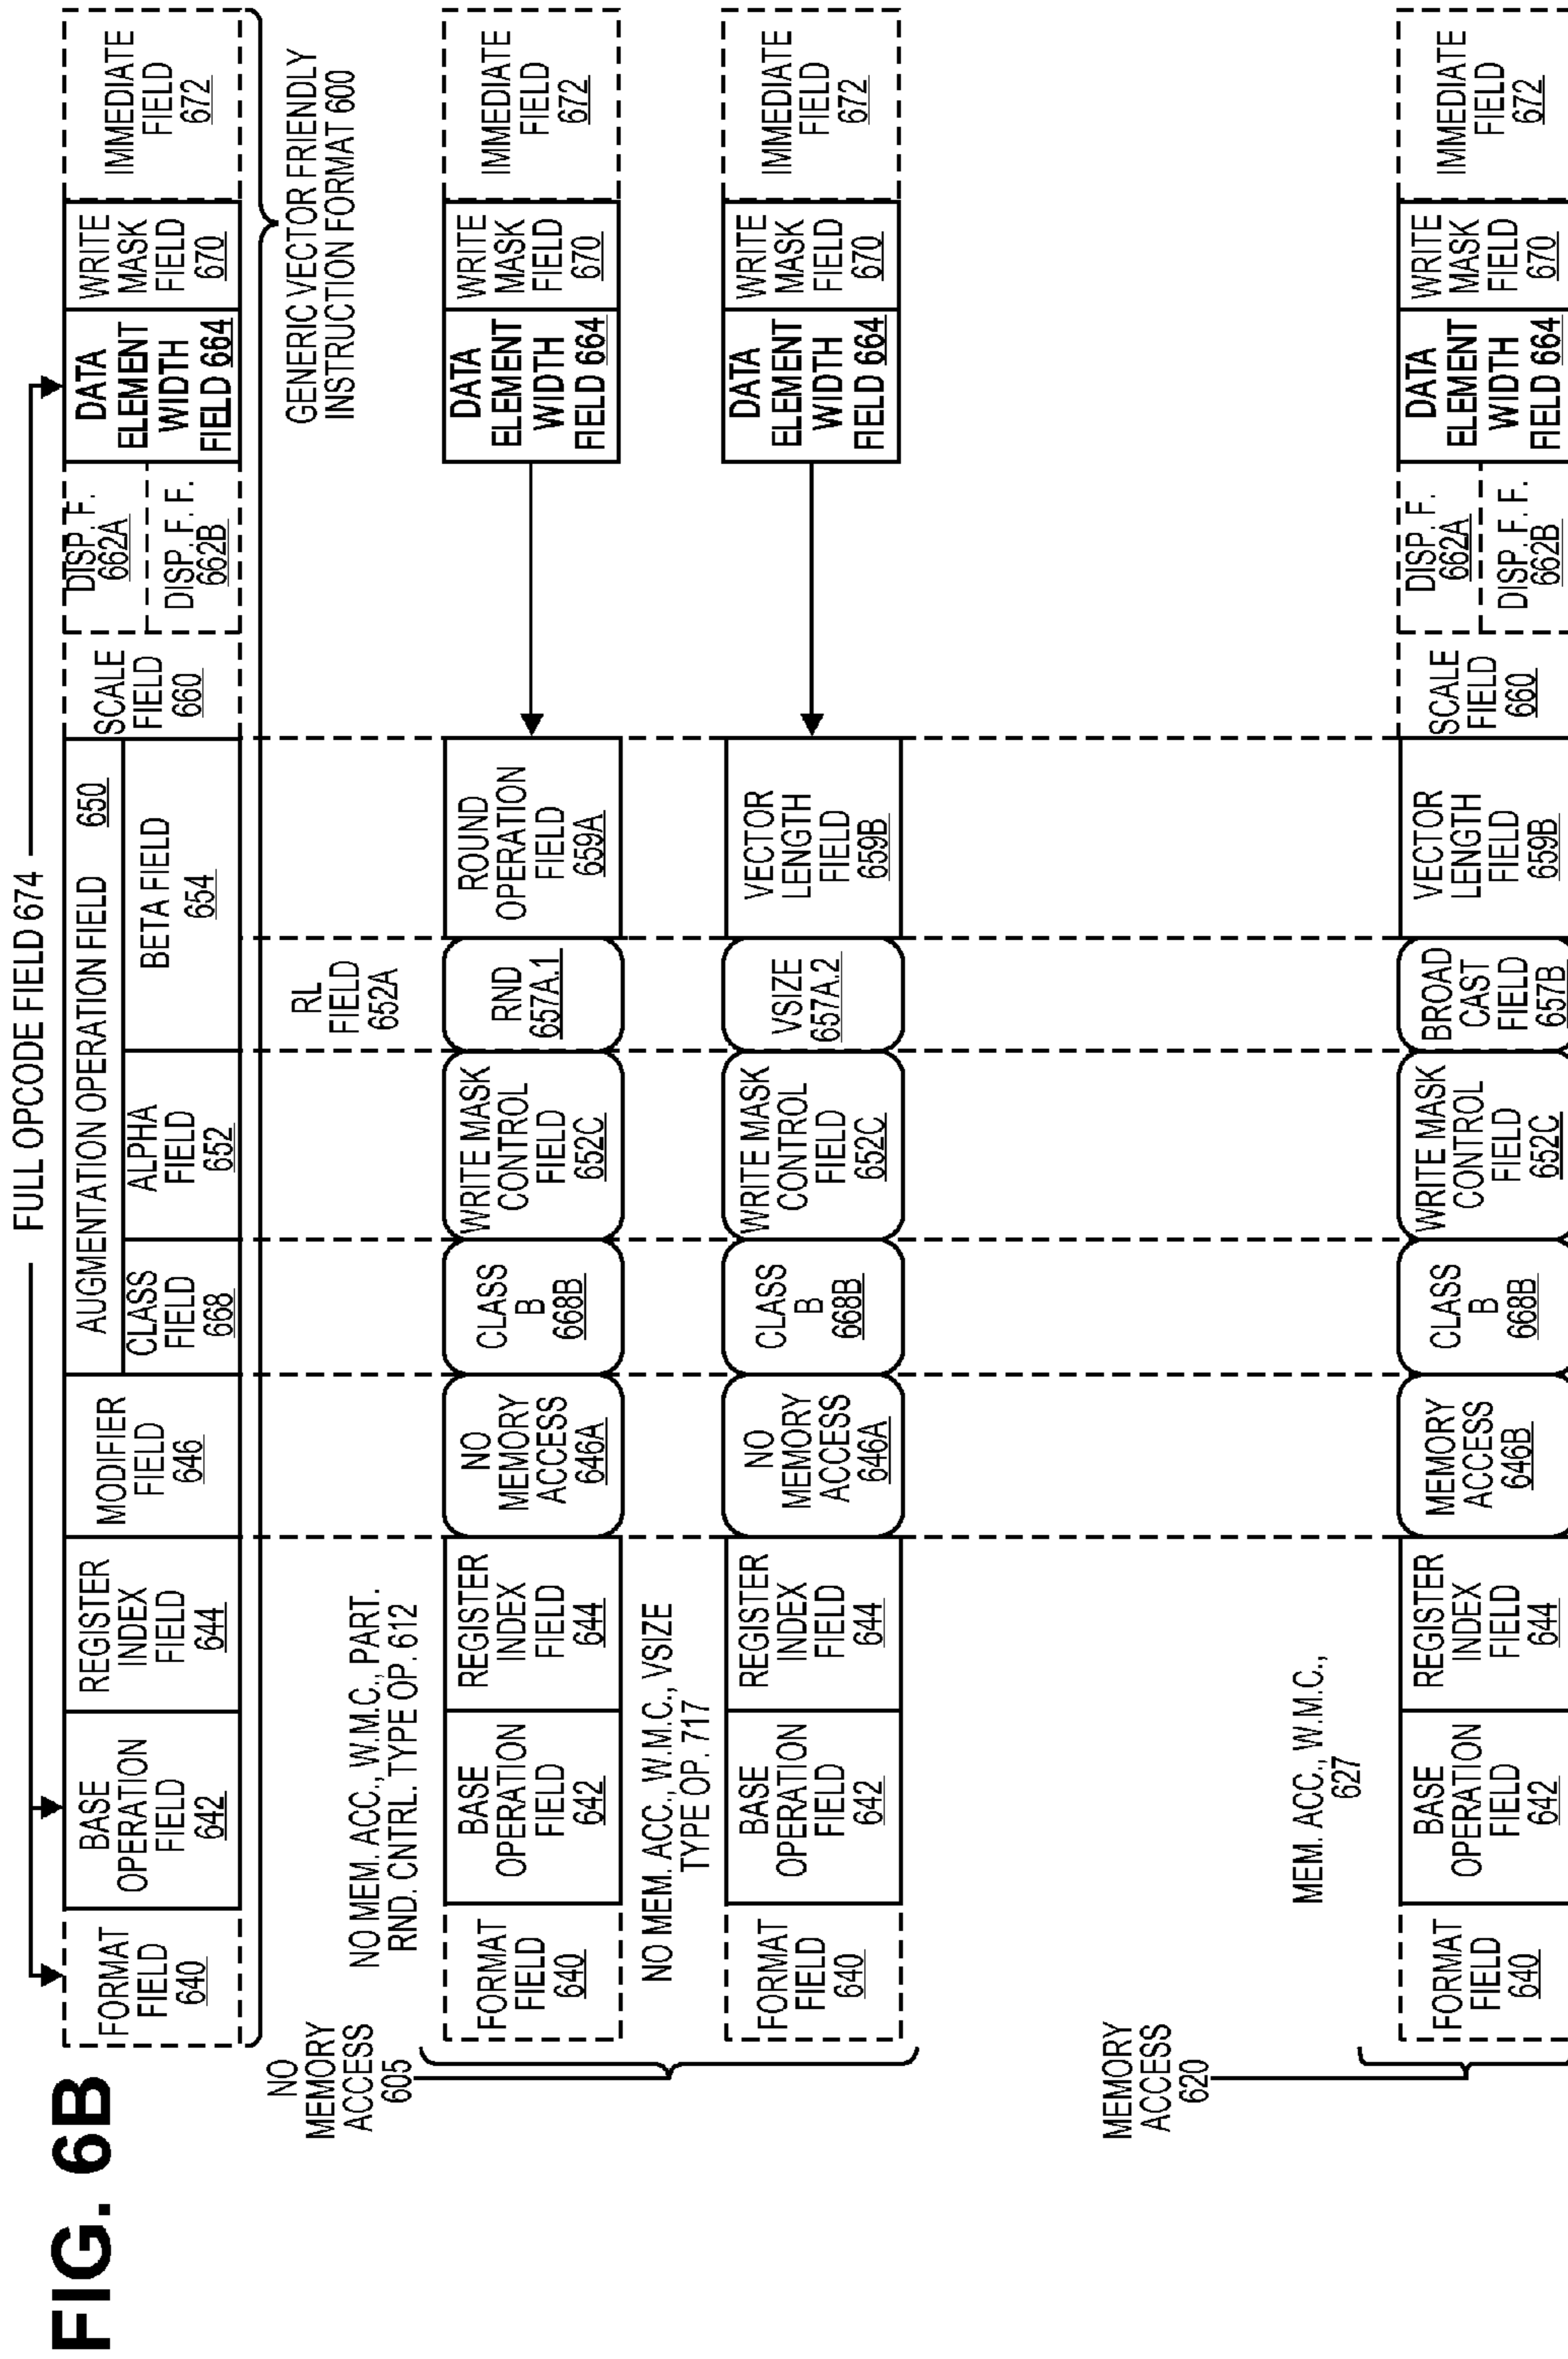 FIG. 6B
FULL OPCODE FIELD 674
FORMAT
FIELD
640
BASE
OPERATION
FIELD
642
REGISTER
INDEX
FIELD
644
MODIFIER
FIELD
646
AUGMENTATION OPERATION FIELD 650
CLASS
FIELD
668
ALPHA
FIELD
652
BETA FIELD
654
SCALE
FIELD
660
DISP. F.
662A
DISP. F. F.
662B
DATA
ELEMENT
WIDTH
FIELD 664
WRITE
MASK
FIELD
670
IMMEDIATE
FIELD
672
GENERIC VECTOR FRIENDLY
INSTRUCTION FORMAT 600
NO
MEMORY
ACCESS
605
NO MEM. ACC., W.M.C., PART.
RND. CNTRL. TYPE OP. 612
RL
FIELD
652A
FORMAT
FIELD
640
BASE
OPERATION
FIELD
642
REGISTER
INDEX
FIELD
644
NO
MEMORY
ACCESS
646A
CLASS
B
668B
WRITE MASK
CONTROL
FIELD
652C
RND
657A.1
ROUND
OPERATION
FIELD
659A
DATA
ELEMENT
WIDTH
FIELD 664
WRITE
MASK
FIELD
670
IMMEDIATE
FIELD
672
NO MEM. ACC., W.M.C., VSIZE
TYPE OP. 717
FORMAT
FIELD
640
BASE
OPERATION
FIELD
642
REGISTER
INDEX
FIELD
644
NO
MEMORY
ACCESS
646A
CLASS
B
668B
WRITE MASK
CONTROL
FIELD
652C
VSIZE
657A.2
VECTOR
LENGTH
FIELD
659B
DATA
ELEMENT
WIDTH
FIELD 664
WRITE
MASK
FIELD
670
IMMEDIATE
FIELD
672
MEMORY
ACCESS
620
MEM. ACC., W.M.C.,
627
FORMAT
FIELD
640
BASE
OPERATION
FIELD
642
REGISTER
INDEX
FIELD
644
MEMORY
ACCESS
646B
CLASS
B
668B
WRITE MASK
CONTROL
FIELD
652C
BROAD
CAST
FIELD
657B
VECTOR
LENGTH
FIELD
659B
SCALE
FIELD
660
DISP. F.
662A
DISP. F. F.
662B
DATA
ELEMENT
WIDTH
FIELD 664
WRITE
MASK
FIELD
670
IMMEDIATE
FIELD
672